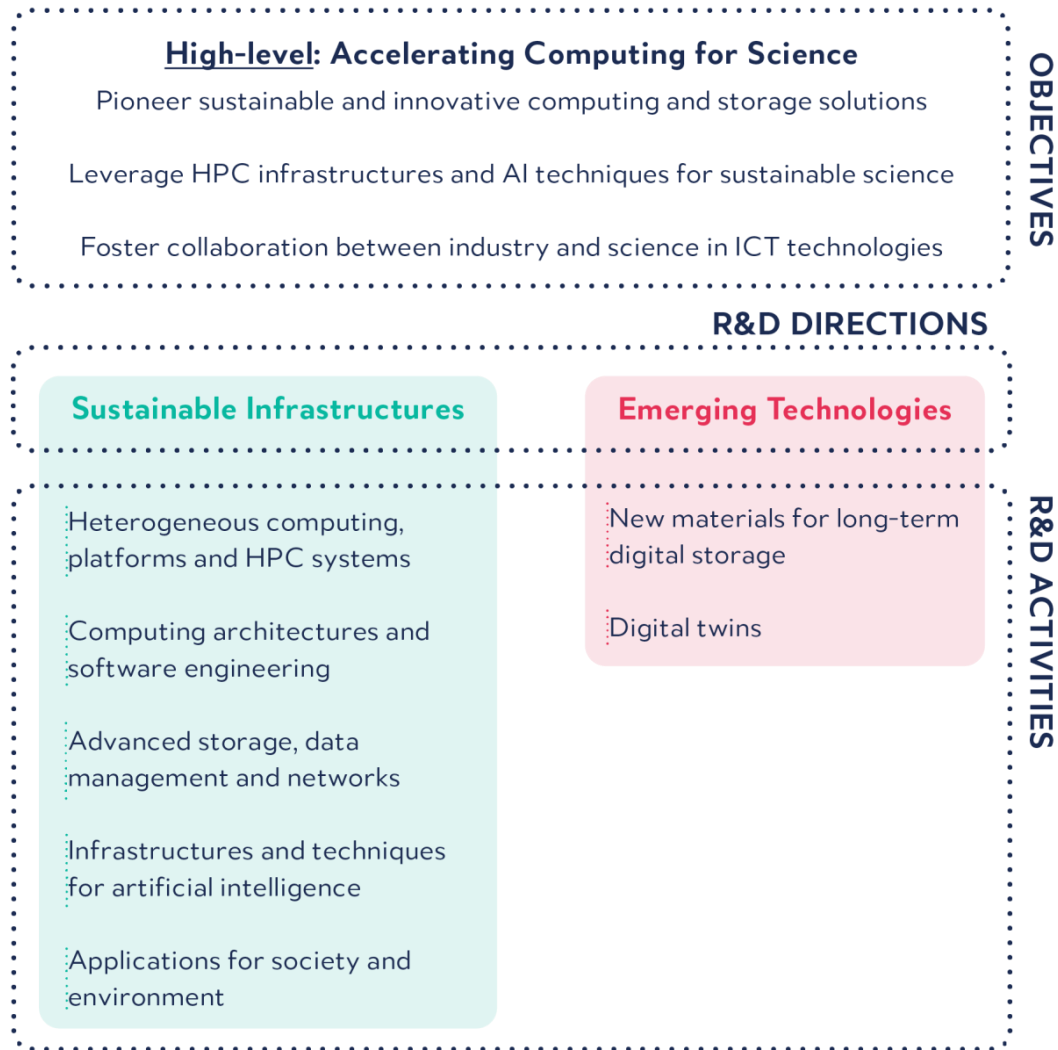 High-level: Accelerating Computing for Science
Pioneer sustainable and innovative computing and storage solutions
Leverage HPC infrastructures and AI techniques for sustainable science
Foster collaboration between industry and science in ICT technologies
OBJECTIVES
R&D DIRECTIONS
Sustainable Infrastructures
Emerging Technologies
R&D ACTIVITIES
Heterogeneous computing,
platforms and HPC systems
Computing architectures and
software engineering
Advanced storage, data
management and networks
Infrastructures and techniques
for artificial intelligence
Applications for society and
environment
New materials for long-term
digital storage
Digital twins